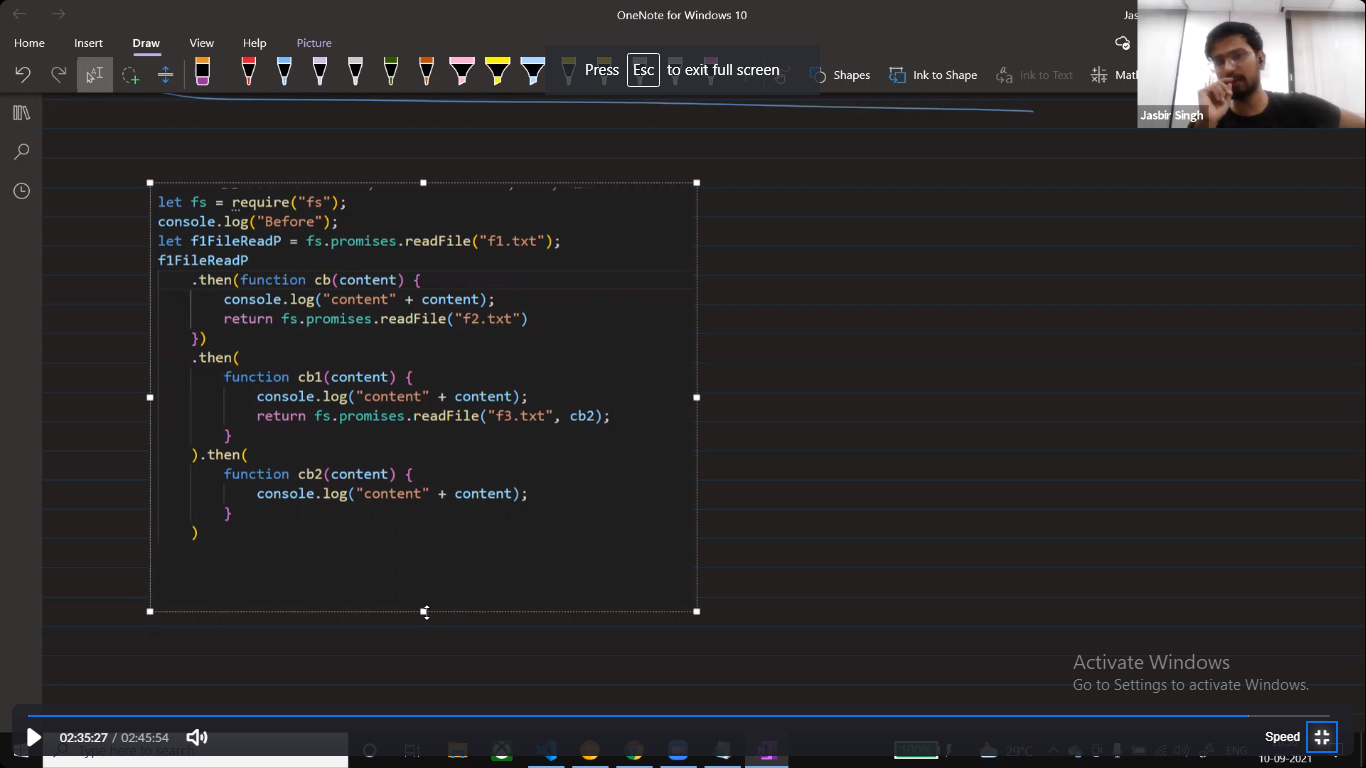 OneNote for Windows 10
Home Insert Draw View Help Picture
Press Esc to exit full screen
Shapes Ink to Shape Ink to Text Math
Jasbir Singh
let fs = require("fs");
console.log("Before");
let f1FileReadP = fs.promises.readFile("f1.txt");
f1FileReadP
.then(function cb(content) {
console.log("content" + content);
return fs.promises.readFile("f2.txt")
})
.then(
function cb1(content) {
console.log("content" + content);
return fs.promises.readFile("f3.txt", cb2);
}
).then(
function cb2(content) {
console.log("content" + content);
}
)
Activate Windows
Go to Settings to activate Windows.
02:35:27 / 02:45:54
Speed
Type here to search
100%
29°C
ENG
10-09-2021